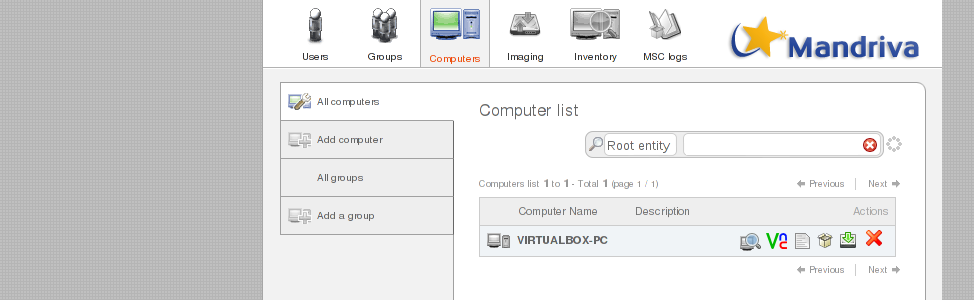 Users Groups Computers Imaging Inventory MSC logs Mandriva
All computers
Add computer
All groups
Add a group
Computer list
Root entity
Computers list 1 to 1 - Total 1 (page 1 / 1) Previous Next
Computer Name Description Actions
VIRTUALBOX-PC Vnc
Previous Next